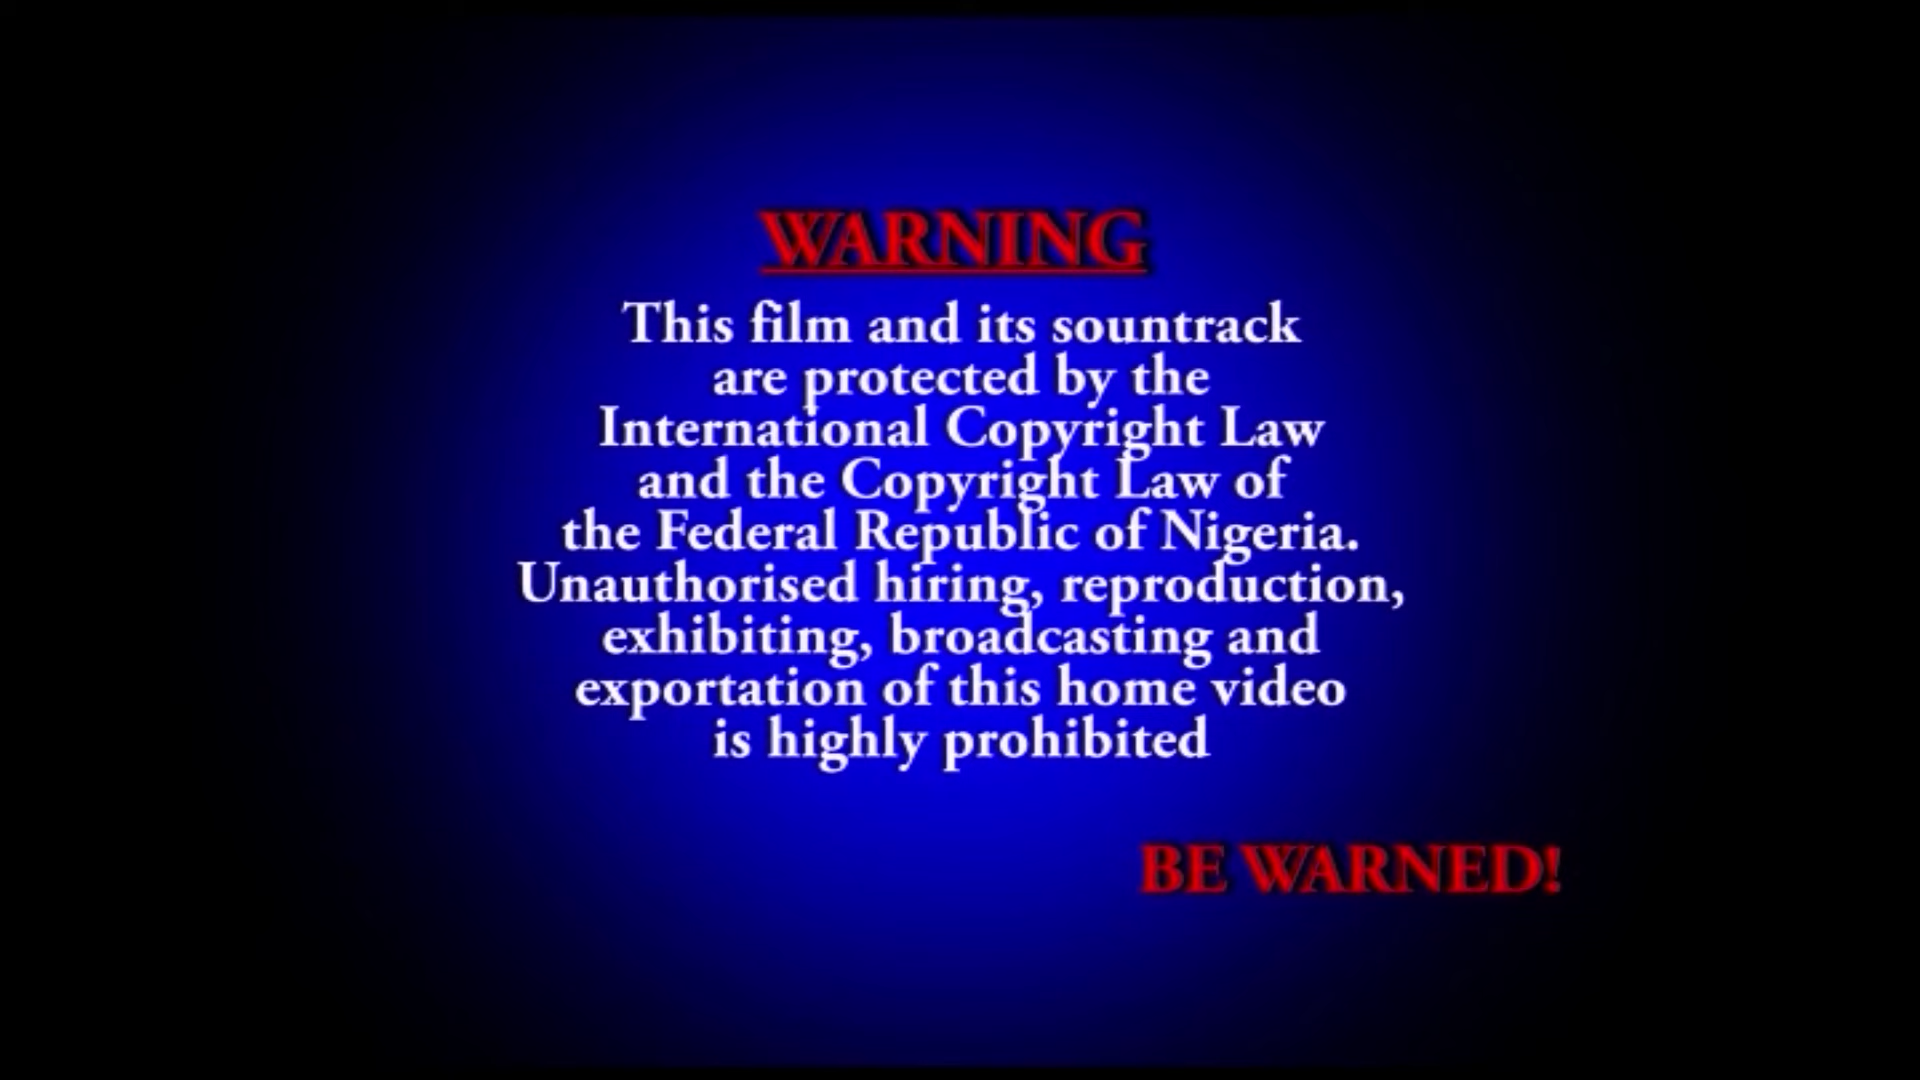 WARNING
This film and its sountrack
are protected by the
International Copyright Law
and the Copyright Law of
the Federal Republic of Nigeria.
Unauthorised hiring, reproduction,
exhibiting, broadcasting and
exportation of this home video
is highly prohibited
BE WARNED!